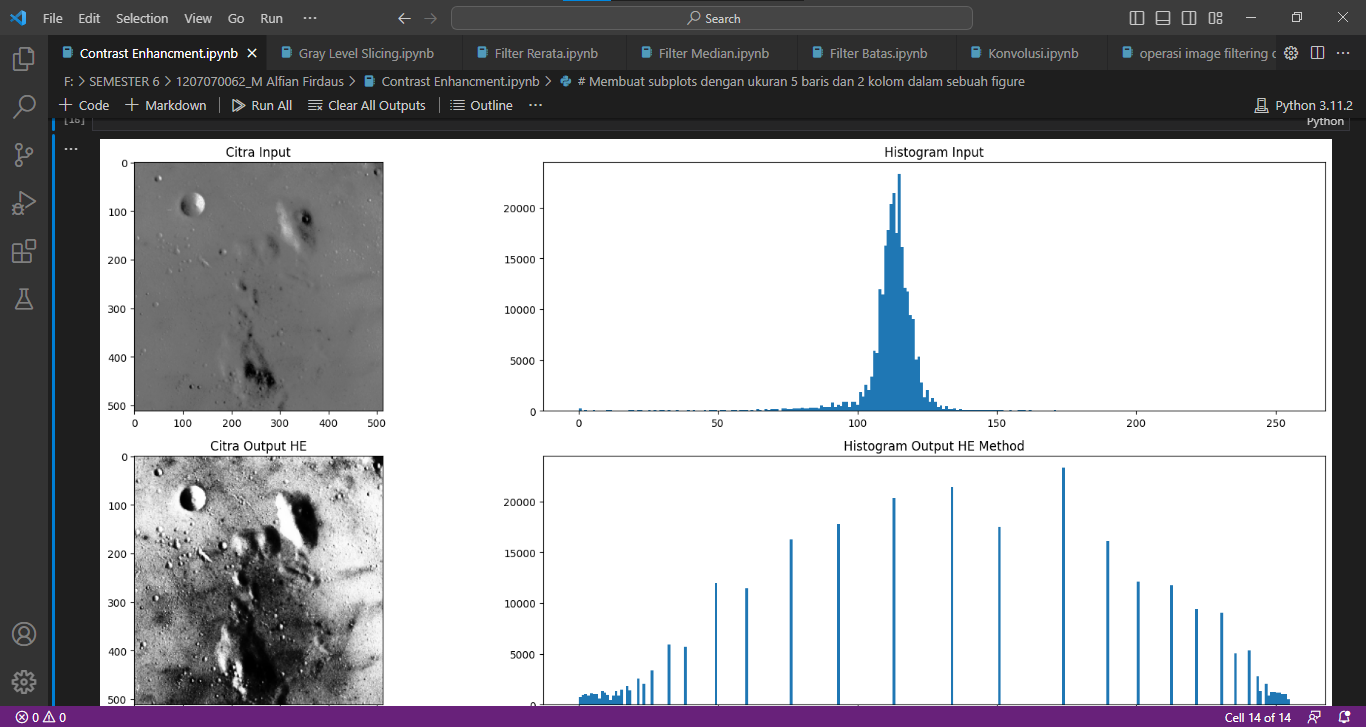 File Edit Selection View Go Run ··· Search
Contrast Enhancment.ipynb Gray Level Slicing.ipynb Filter Rerata.ipynb Filter Median.ipynb Filter Batas.ipynb Konvolusi.ipynb operasi image filtering
F: > SEMESTER 6 > 1207070062_M Alfian Firdaus > Contrast Enhancment.ipynb > # Membuat subplots dengan ukuran 5 baris dan 2 kolom dalam sebuah figure
+ Code + Markdown Run All Clear All Outputs Outline ··· Python 3.11.2
Python
Citra Input
0
100
200
300
400
500
0 100 200 300 400 500
Histogram Input
20000
15000
10000
5000
0
0 50 100 150 200 250
Citra Output HE
0
100
200
300
400
500
Histogram Output HE Method
20000
15000
10000
5000
0
0 0 Cell 14 of 14